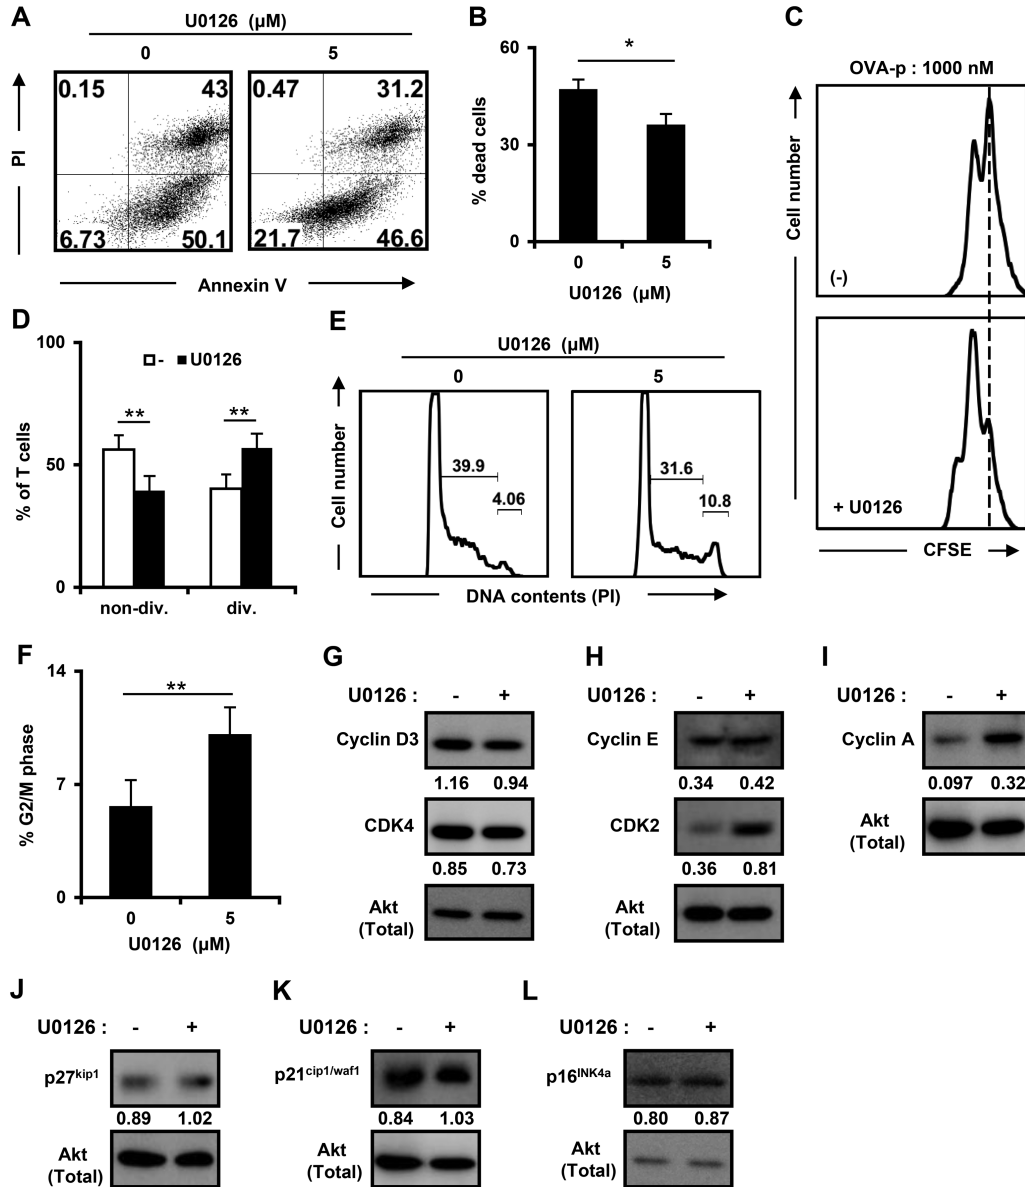 A
U0126 (µM)
0 5
0.15 43
0.47 31.2
6.73 50.1
21.7 46.6
PI
Annexin V
B
*
60
30
0
% dead cells
0 5
U0126 (µM)
C
OVA-p : 1000 nM
Cell number
(-)
+ U0126
CFSE
D
100
50
0
% of T cells
- U0126
** **
non-div. div.
E
U0126 (µM)
0 5
Cell number
39.9
4.06
31.6
10.8
DNA contents (PI)
F
14
7
0
% G2/M phase
**
0 5
U0126 (µM)
G
U0126 : - +
Cyclin D3
1.16 0.94
CDK4
0.85 0.73
Akt
(Total)
H
U0126 : - +
Cyclin E
0.34 0.42
CDK2
0.36 0.81
Akt
(Total)
I
U0126 : - +
Cyclin A
0.097 0.32
Akt
(Total)
J
U0126 : - +
p27kip1
0.89 1.02
Akt
(Total)
K
U0126 : - +
p21cip1/waf1
0.84 1.03
Akt
(Total)
L
U0126 : - +
p16INK4a
0.80 0.87
Akt
(Total)